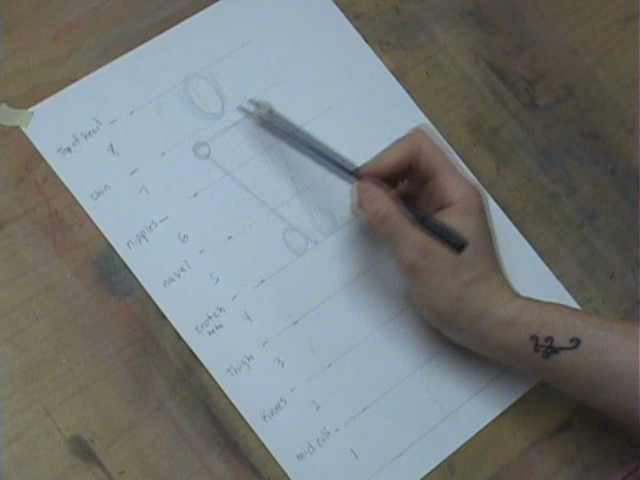 Top of head
8
chin
7
nipples
6
navel
5
crotch
4
Thigh
3
Knees
2
mid calf
1